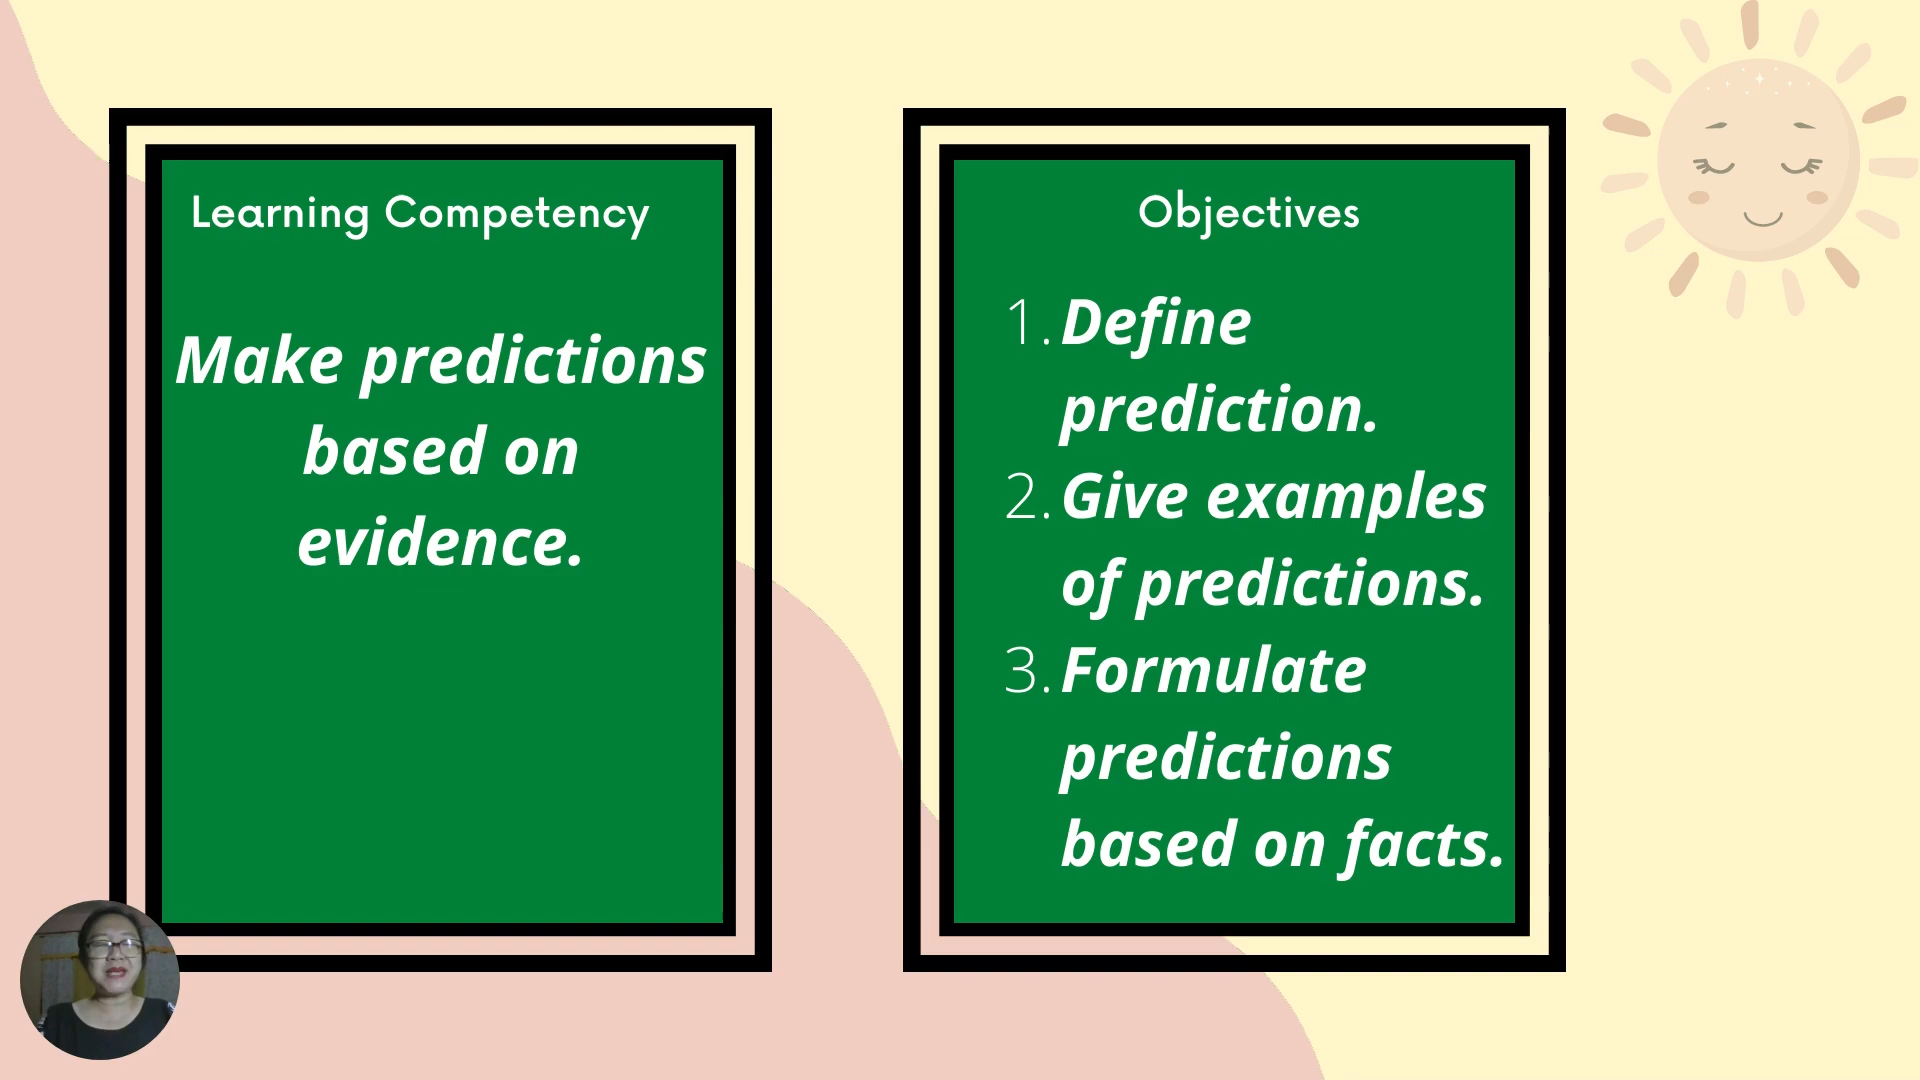 Learning Competency
Make predictions
based on
evidence.
Objectives
1. Define
prediction.
2. Give examples
of predictions.
3. Formulate
predictions
based on facts.